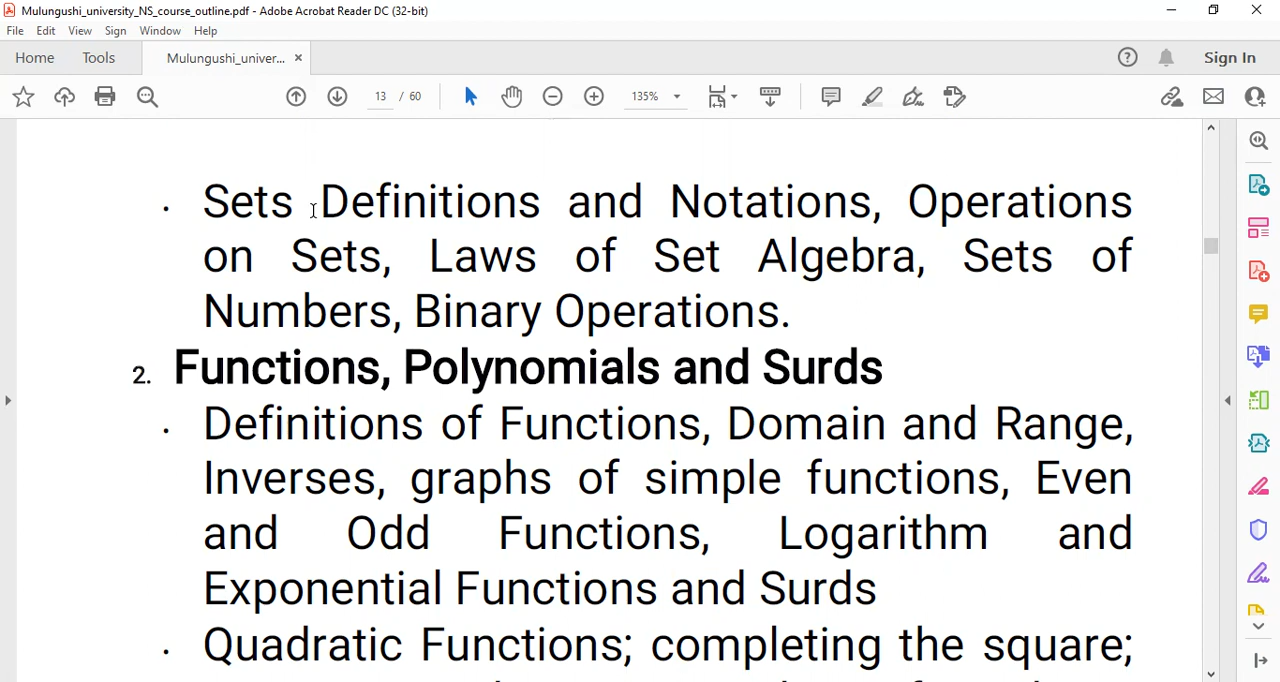 Mulungushi_university_NS_course_outline.pdf - Adobe Acrobat Reader DC (32-bit)
File Edit View Sign Window Help
Home Tools Mulungushi_univer... × Sign In
13 / 60 135%
· Sets Definitions and Notations, Operations
on Sets, Laws of Set Algebra, Sets of
Numbers, Binary Operations.
2. Functions, Polynomials and Surds
· Definitions of Functions, Domain and Range,
Inverses, graphs of simple functions, Even
and Odd Functions, Logarithm and
Exponential Functions and Surds
· Quadratic Functions; completing the square;